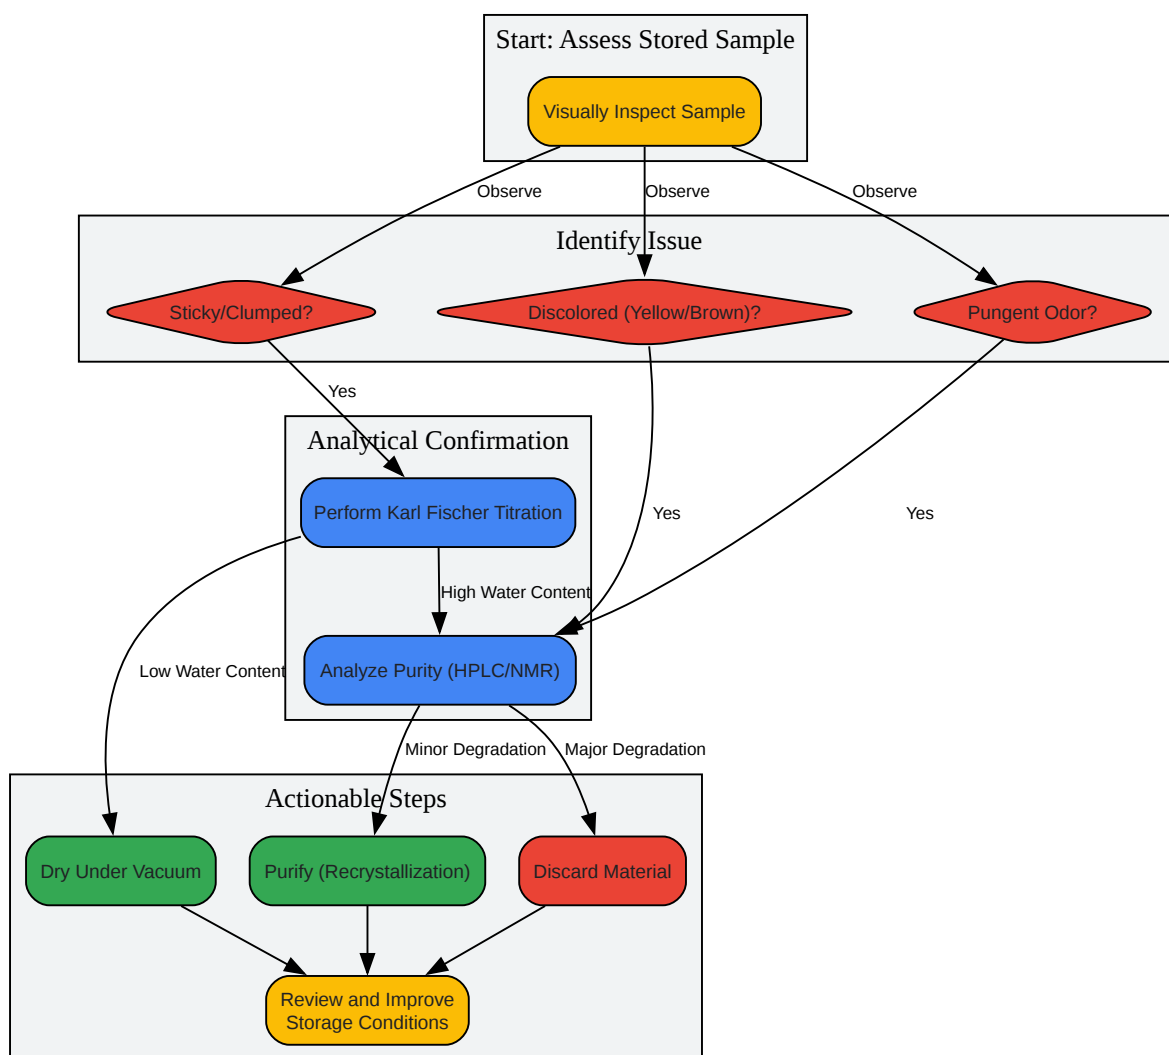 Start: Assess Stored Sample
Visually Inspect Sample
Observe
Observe
Observe
Identify Issue
Sticky/Clumped?
Discolored (Yellow/Brown)?
Pungent Odor?
Yes
Analytical Confirmation
Perform Karl Fischer Titration
Yes
Yes
High Water Content
Analyze Purity (HPLC/NMR)
Low Water Content
Minor Degradation
Major Degradation
Actionable Steps
Dry Under Vacuum
Purify (Recrystallization)
Discard Material
Review and Improve
Storage Conditions